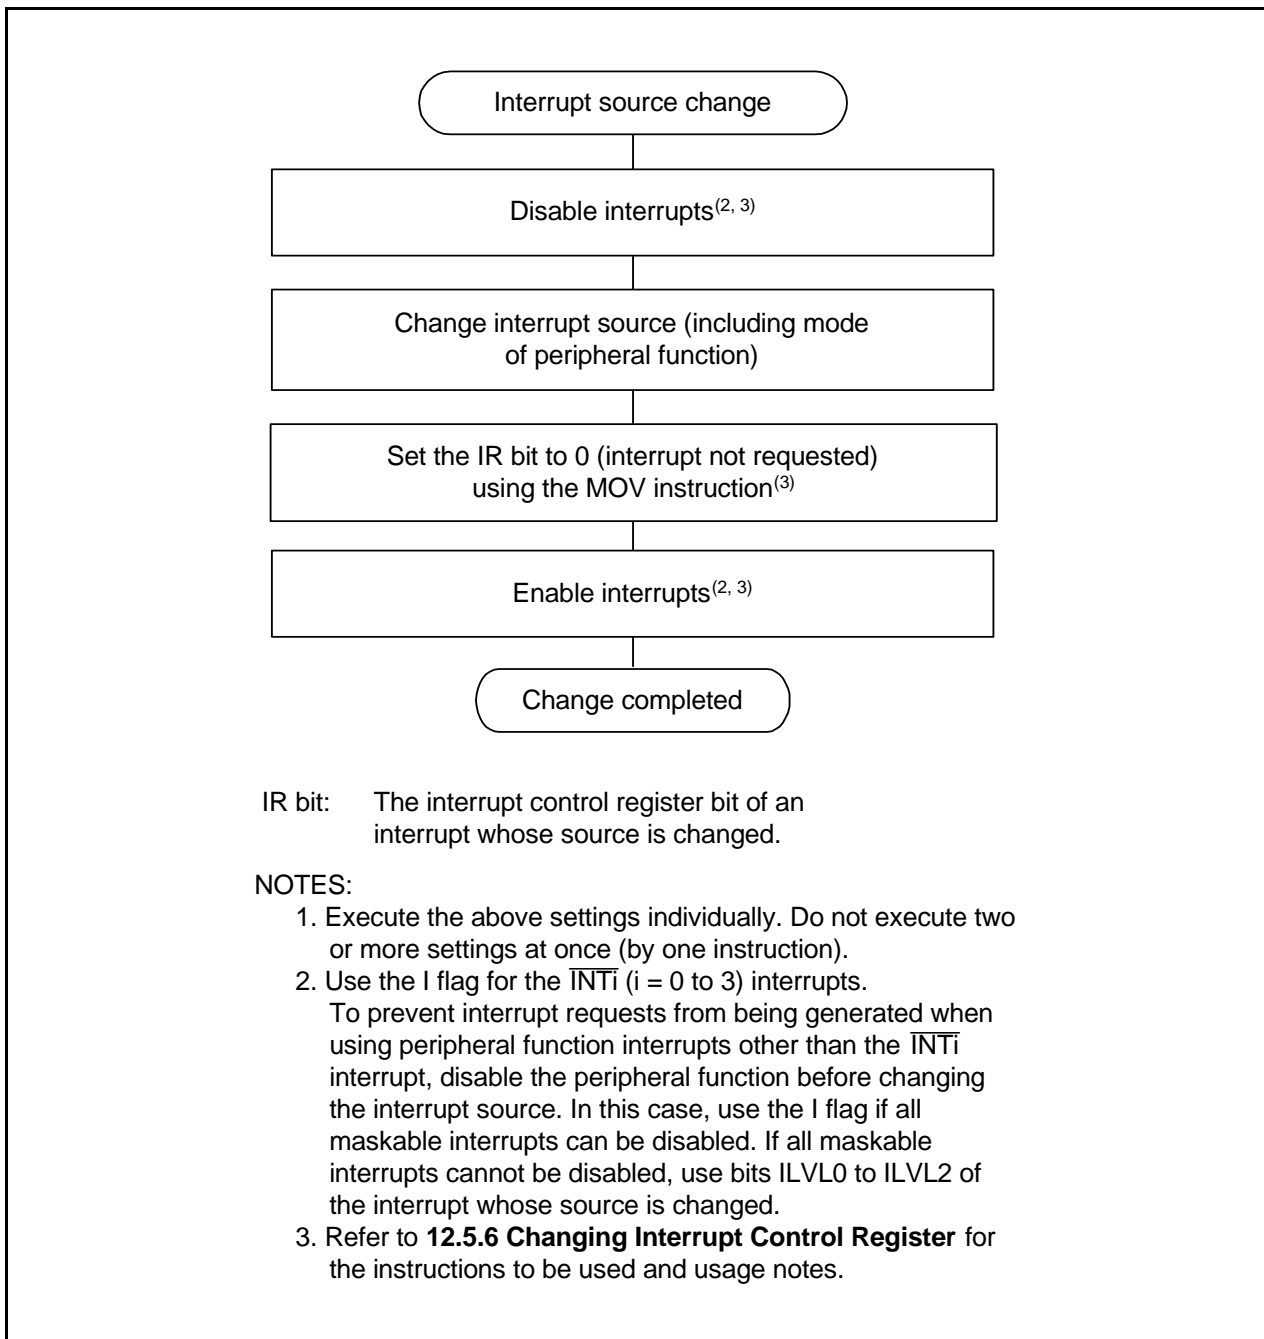 Interrupt source change
Disable interrupts(2, 3)
Change interrupt source (including mode
of peripheral function)
Set the IR bit to 0 (interrupt not requested)
using the MOV instruction(3)
Enable interrupts(2, 3)
Change completed
IR bit: The interrupt control register bit of an
interrupt whose source is changed.
NOTES:
1. Execute the above settings individually. Do not execute two
or more settings at once (by one instruction).
2. Use the I flag for the I̅N̅T̅i̅ (i = 0 to 3) interrupts.
To prevent interrupt requests from being generated when
using peripheral function interrupts other than the I̅N̅T̅i̅
interrupt, disable the peripheral function before changing
the interrupt source. In this case, use the I flag if all
maskable interrupts can be disabled. If all maskable
interrupts cannot be disabled, use bits ILVL0 to ILVL2 of
the interrupt whose source is changed.
3. Refer to 12.5.6 Changing Interrupt Control Register for
the instructions to be used and usage notes.